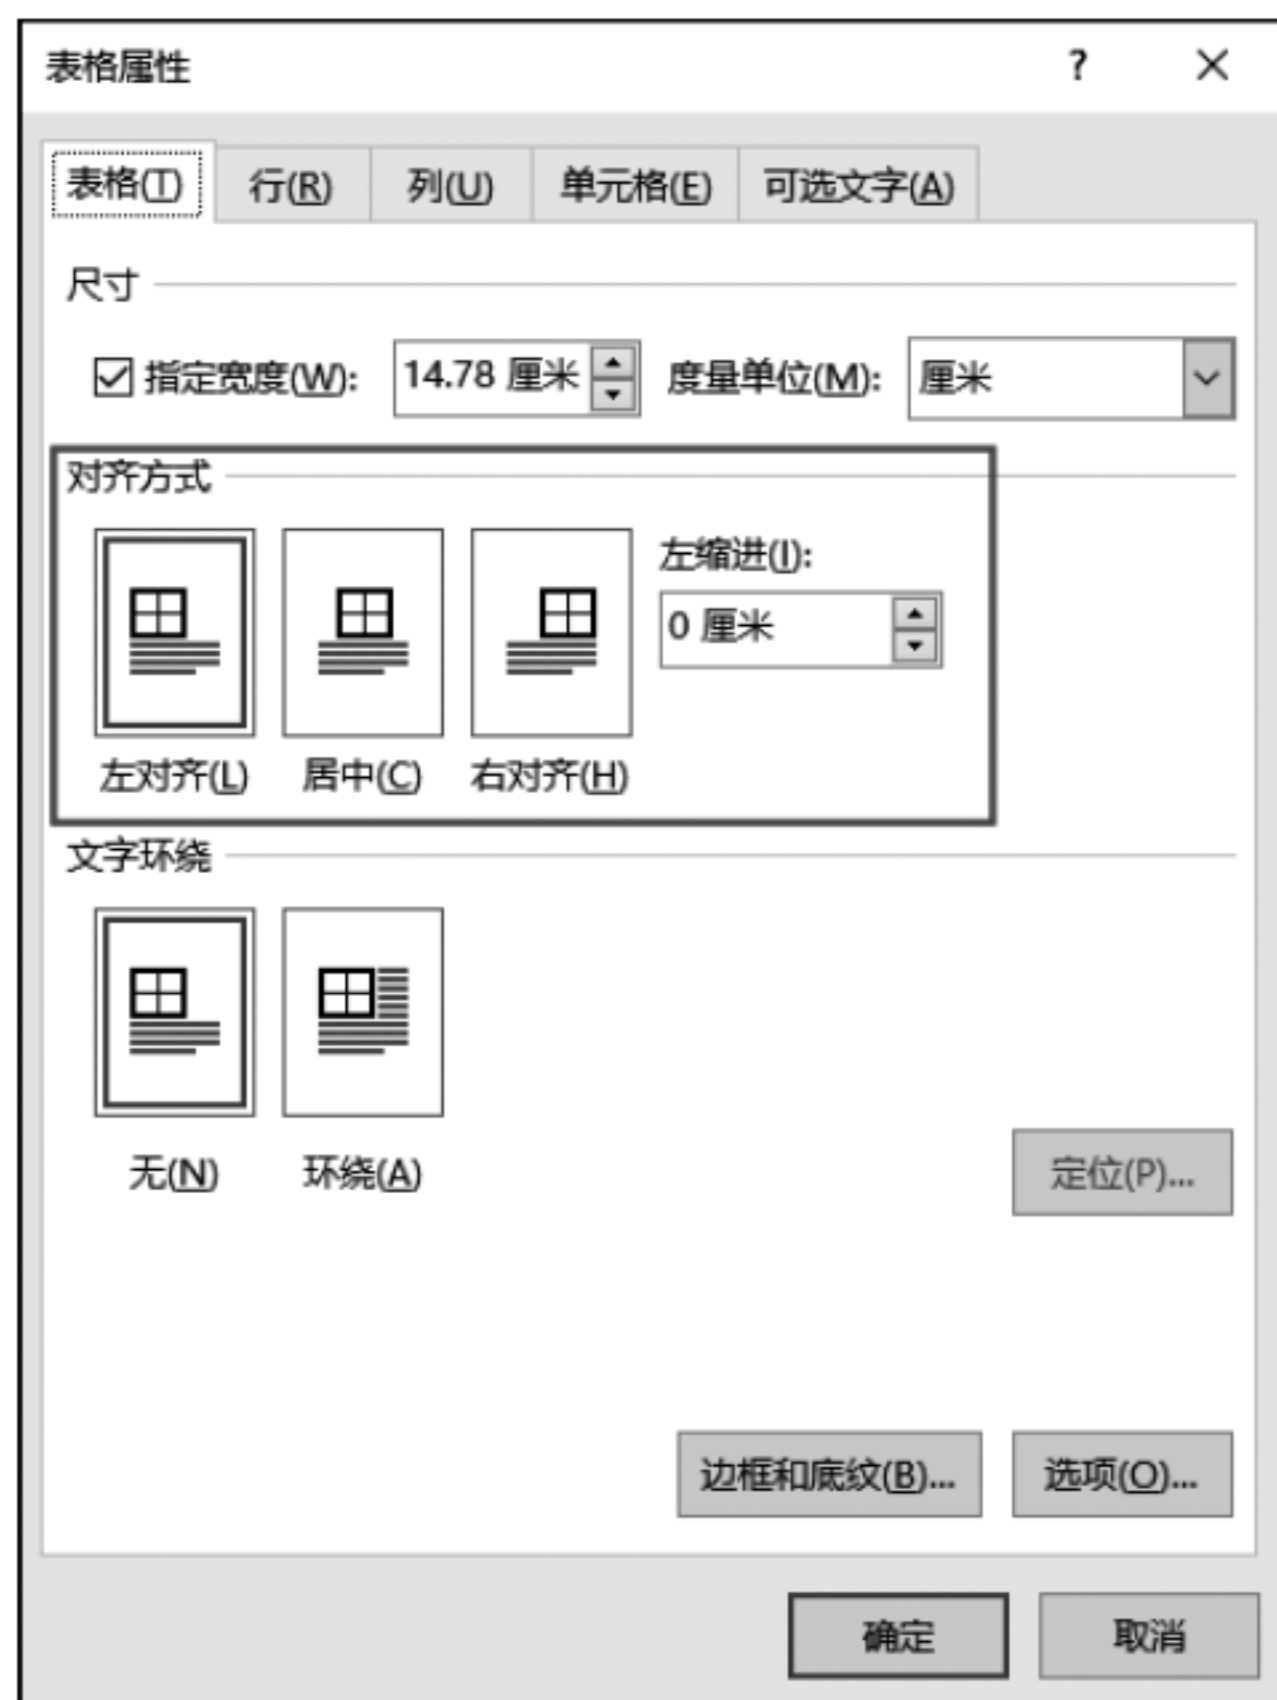 表格属性 ? ×
表格(T) 行(R) 列(U) 单元格(E) 可选文字(A)
尺寸
指定宽度(W): 14.78 厘米 度量单位(M): 厘米
对齐方式
左缩进(I):
0 厘米
左对齐(L) 居中(C) 右对齐(H)
文字环绕
无(N) 环绕(A) 定位(P)...
边框和底纹(B)... 选项(O)...
确定 取消